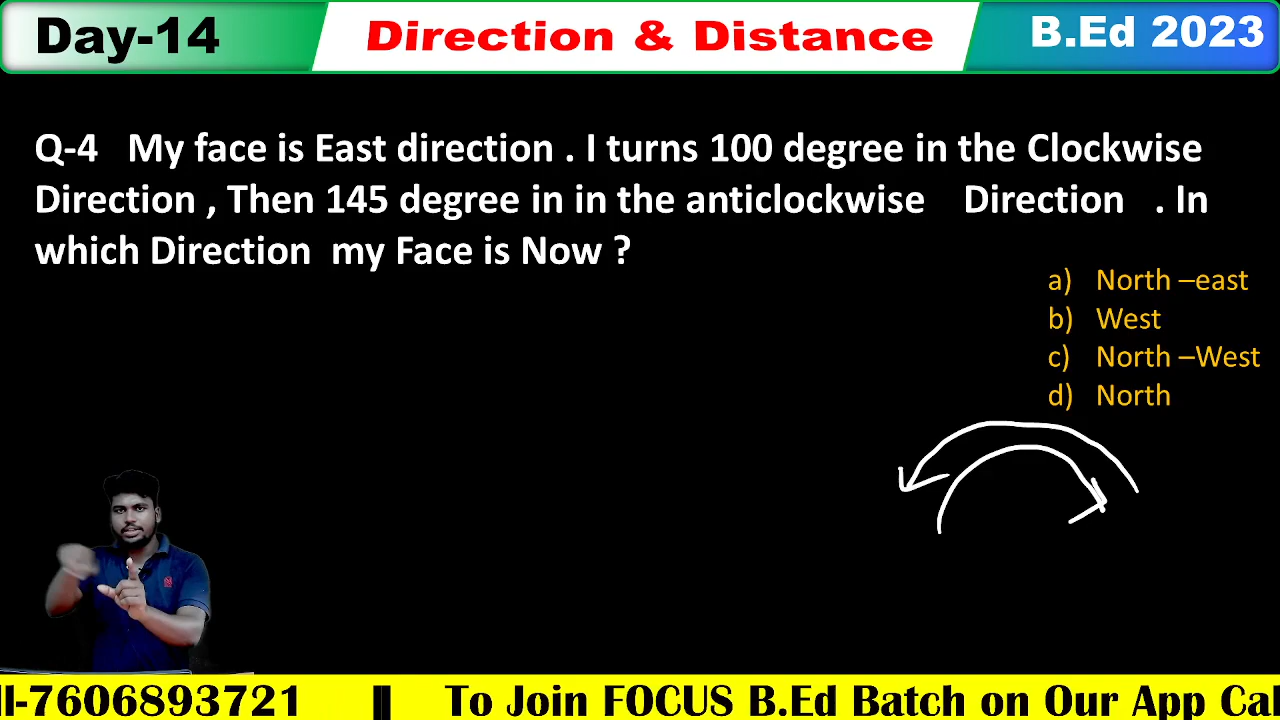 Day-14
Direction & Distance
B.Ed 2023
Q-4 My face is East direction . I turns 100 degree in the Clockwise
Direction , Then 145 degree in in the anticlockwise Direction . In
which Direction my Face is Now ?
a) North –east
b) West
c) North –West
d) North
ll-7606893721 || To Join FOCUS B.Ed Batch on Our App Cal